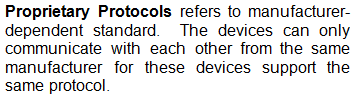 Proprietary Protocols refers to manufacturer-
dependent standard. The devices can only
communicate with each other from the same
manufacturer for these devices support the
same protocol.